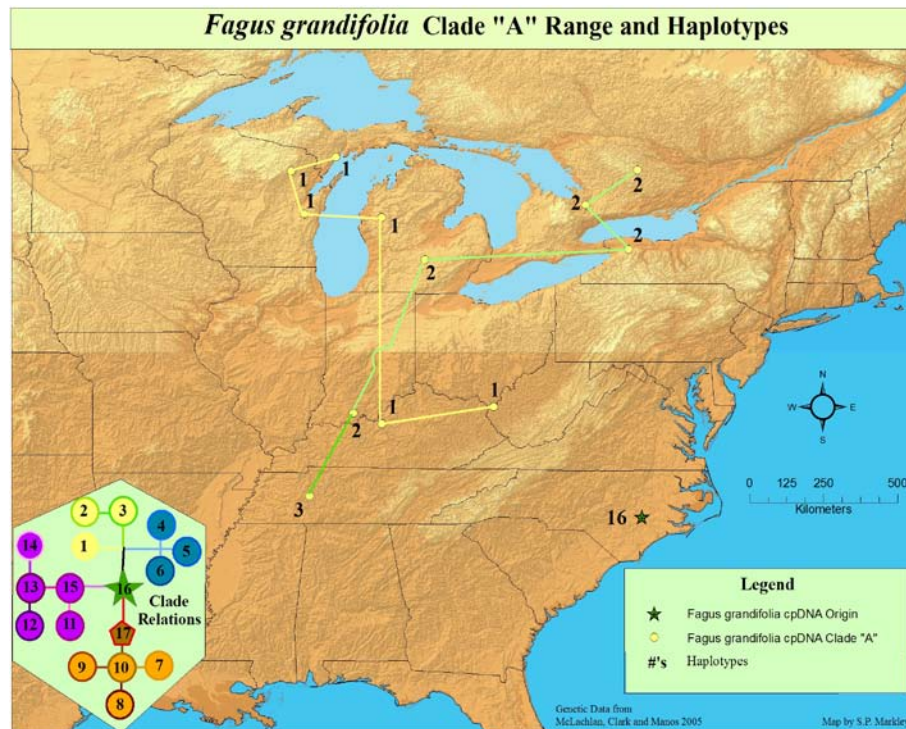 Fagus grandifolia Clade "A" Range and Haplotypes
1
1
1
1
2
2
2
2
1
1
2
3
16
N
W E
S
0 125 250 500
Kilometers
2 3
4
1
5
14
6
13 15 16
Clade
Relations
12 11
17
9 10 7
8
Legend
Fagus grandifolia cpDNA Origin
Fagus grandifolia cpDNA Clade "A"
#'s Haplotypes
Genetic Data from
McLachlan, Clark and Manos 2005
Map by S.P. Markley